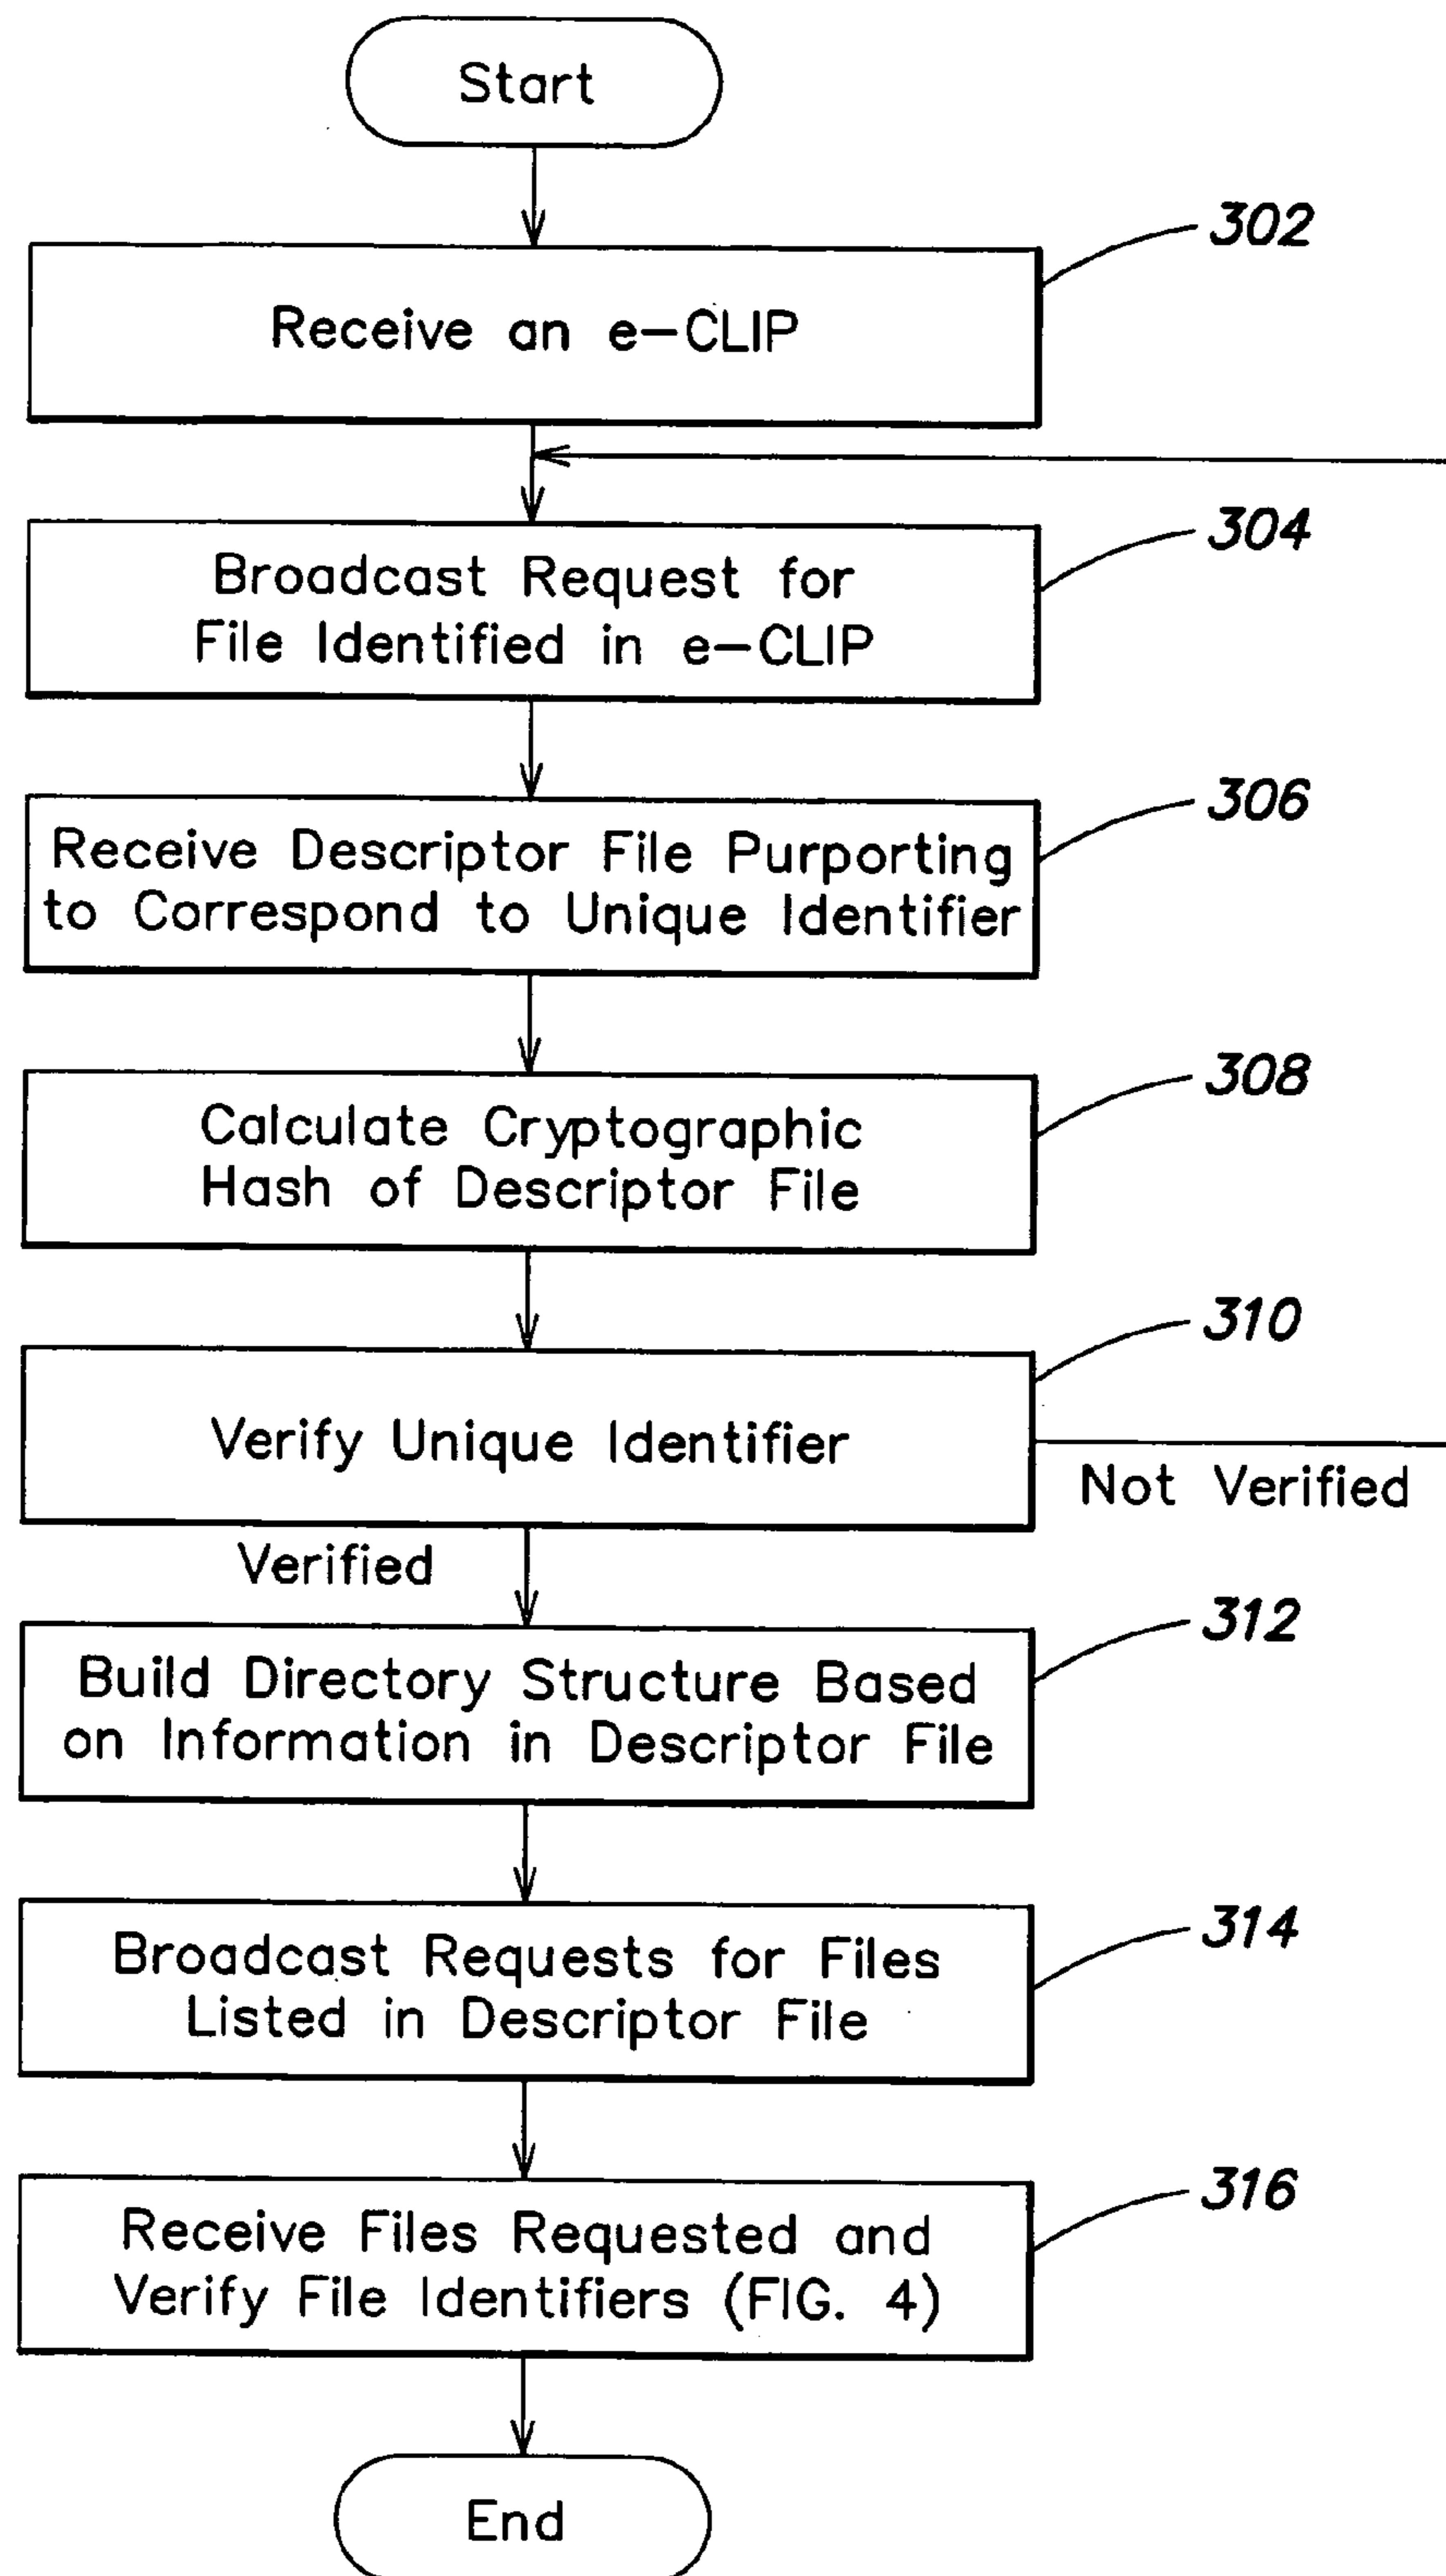 Start
302
Receive an e-CLIP
304
Broadcast Request for
File Identified in e-CLIP
306
Receive Descriptor File Purporting
to Correspond to Unique Identifier
308
Calculate Cryptographic
Hash of Descriptor File
310
Verify Unique Identifier
Not Verified
Verified
312
Build Directory Structure Based
on Information in Descriptor File
314
Broadcast Requests for Files
Listed in Descriptor File
316
Receive Files Requested and
Verify File Identifiers (FIG. 4)
End